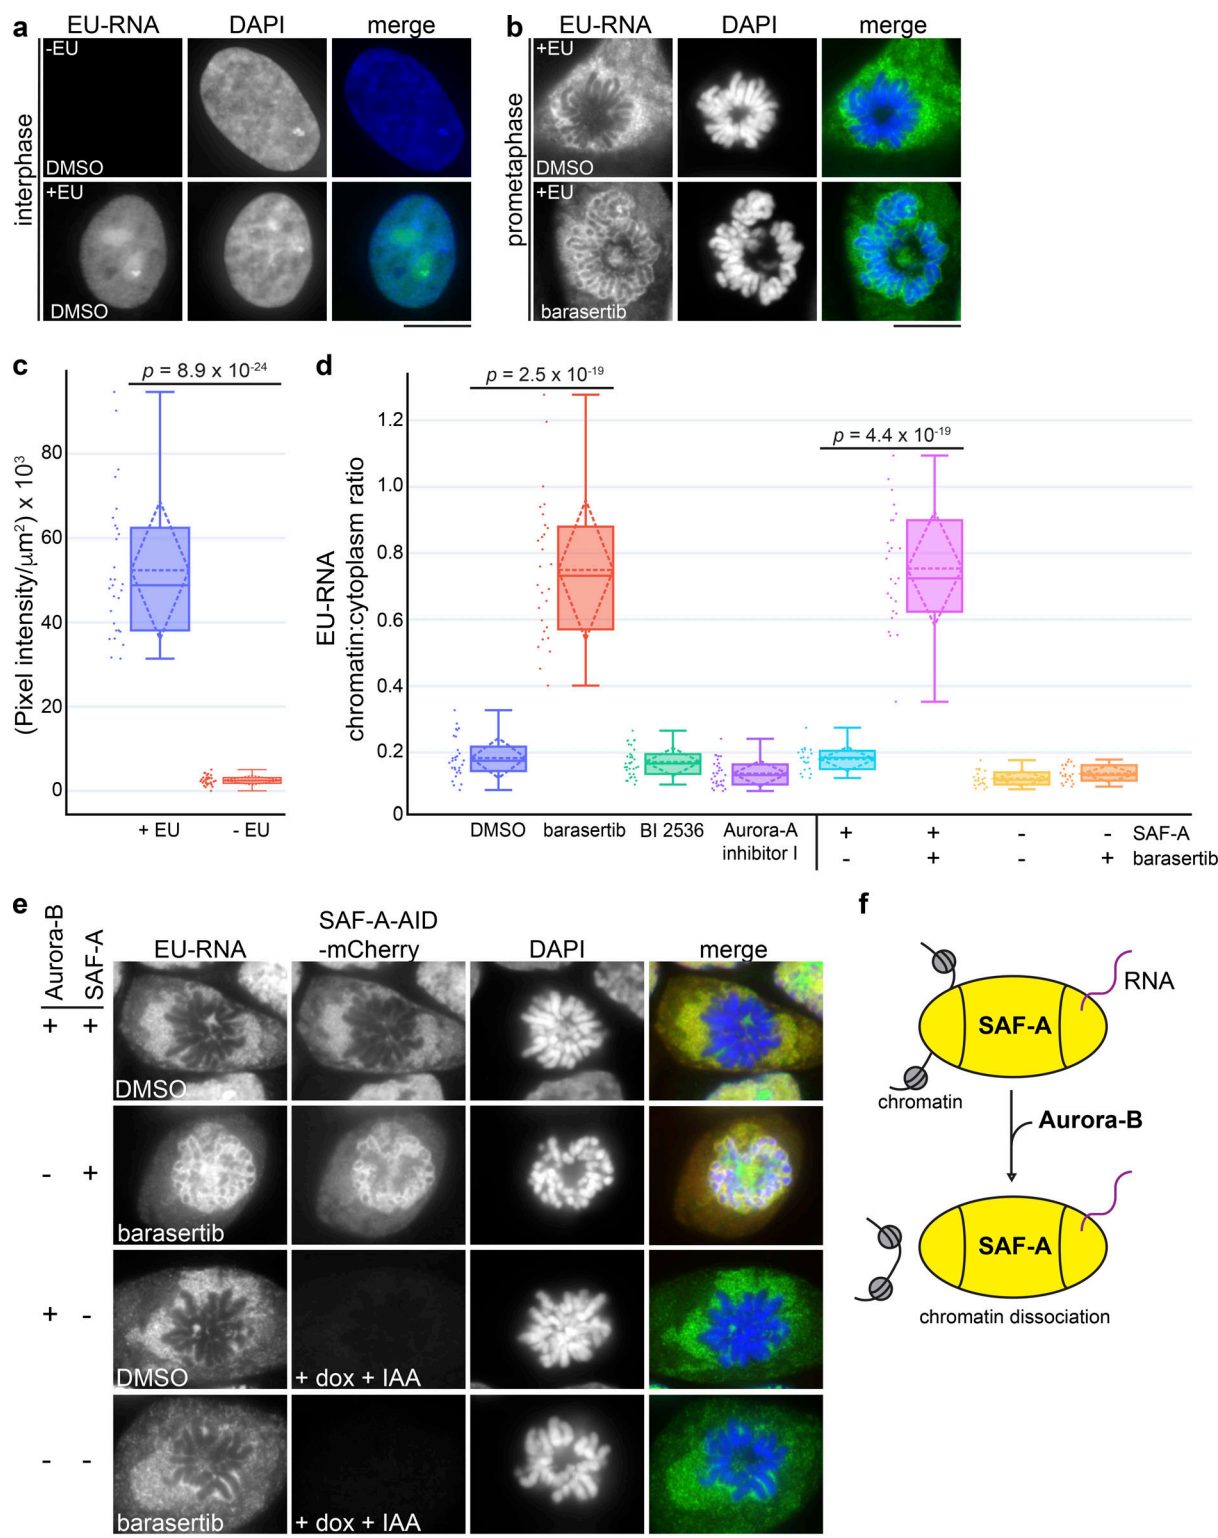 a
EU-RNA DAPI merge
interphase
-EU
DMSO
+EU
DMSO
b
EU-RNA DAPI merge
prometaphase
+EU
DMSO
+EU
barasertib
c
p = 8.9 x 10-24
(Pixel intensity/μm2) x 103
80
60
40
20
0
+ EU - EU
d
p = 2.5 x 10-19
p = 4.4 x 10-19
EU-RNA
chromatin:cytoplasm ratio
1.2
1.0
0.8
0.6
0.4
0.2
0
DMSO barasertib BI 2536 Aurora-A
inhibitor I
+ + - - SAF-A
- + - + barasertib
e
Aurora-B
SAF-A
EU-RNA SAF-A-AID
-mCherry DAPI merge
+ +
DMSO
- +
barasertib
+ -
DMSO + dox + IAA
- -
barasertib + dox + IAA
f
RNA
SAF-A
chromatin
Aurora-B
SAF-A
chromatin dissociation